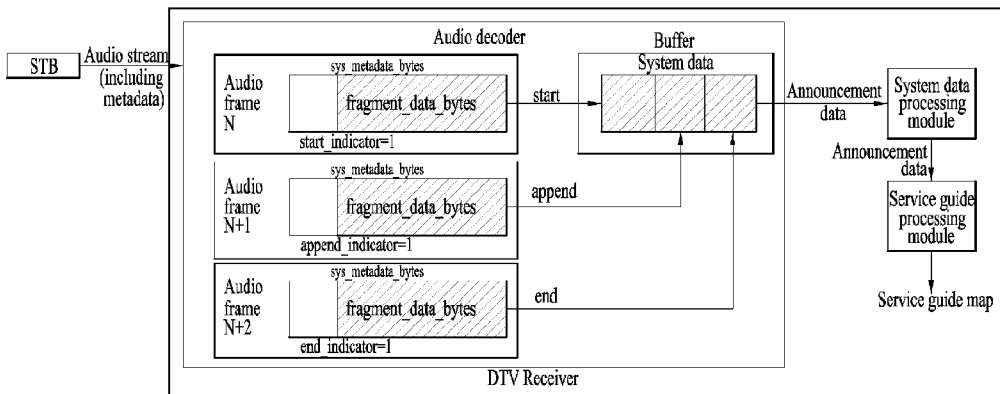 STB
Audio stream
(including
metadata)
Audio decoder
sys_metadata_bytes
Audio
frame
N
fragment_data_bytes
start_indicator=1
start
Buffer
System data
Announcement
data
System data
processing
module
Announcement
data
Service guide
processing
module
Service guide map
sys_metadata_bytes
Audio
frame
N+1
fragment_data_bytes
append_indicator=1
append
sys_metadata_bytes
Audio
frame
N+2
fragment_data_bytes
end_indicator=1
end
DTV Receiver